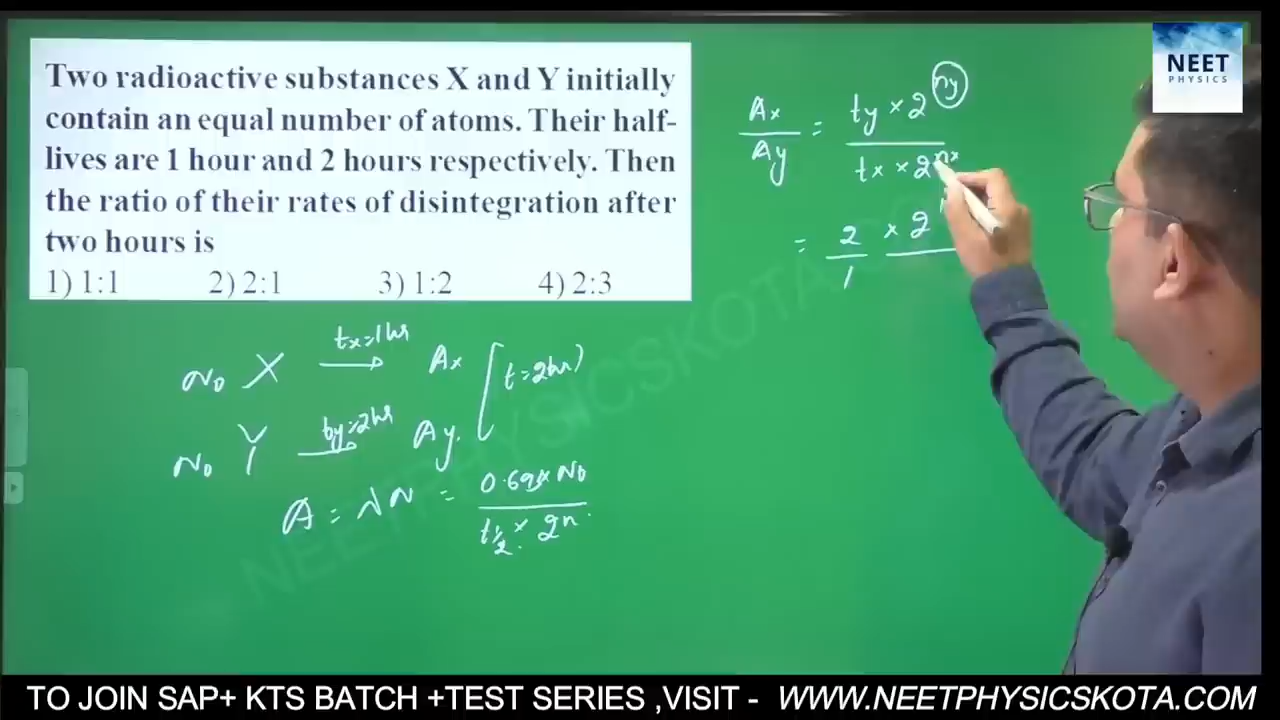 Two radioactive substances X and Y initially
contain an equal number of atoms. Their half-
lives are 1 hour and 2 hours respectively. Then
the ratio of their rates of disintegration after
two hours is
1) 1:1 2) 2:1 3) 1:2 4) 2:3
Ax / Ay = ty × 2^ny / tx × 2^nx
= 2/1 × 2
N₀ X tx=1hr → Ax [t=2hr]
N₀ Y ty=2hr → Ay.
A = λN = 0.693 × N₀ / t½ × 2n
NEET
PHYSICS
NEETPHYSICSKOTA.COM
TO JOIN SAP+ KTS BATCH +TEST SERIES ,VISIT - WWW.NEETPHYSICSKOTA.COM